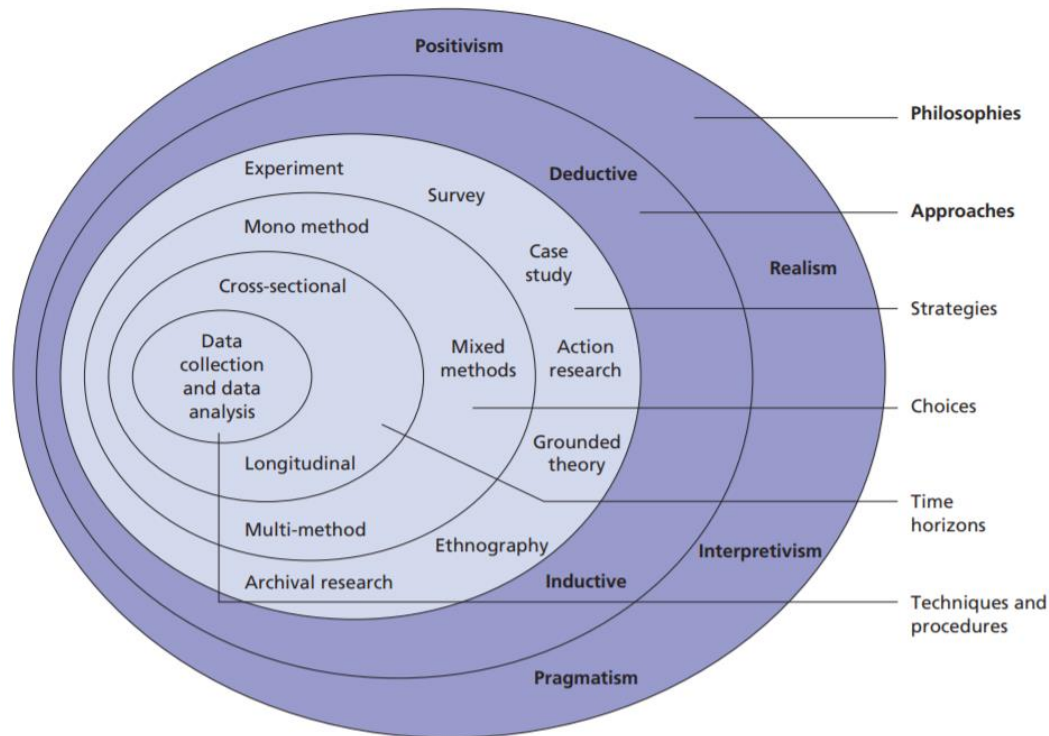 Positivism
Philosophies
Experiment
Deductive
Survey
Approaches
Mono method
Case
study
Realism
Cross-sectional
Strategies
Data
collection
and data
analysis
Mixed
methods
Action
research
Choices
Grounded
theory
Longitudinal
Time
horizons
Multi-method
Ethnography
Interpretivism
Archival research
Inductive
Techniques and
procedures
Pragmatism